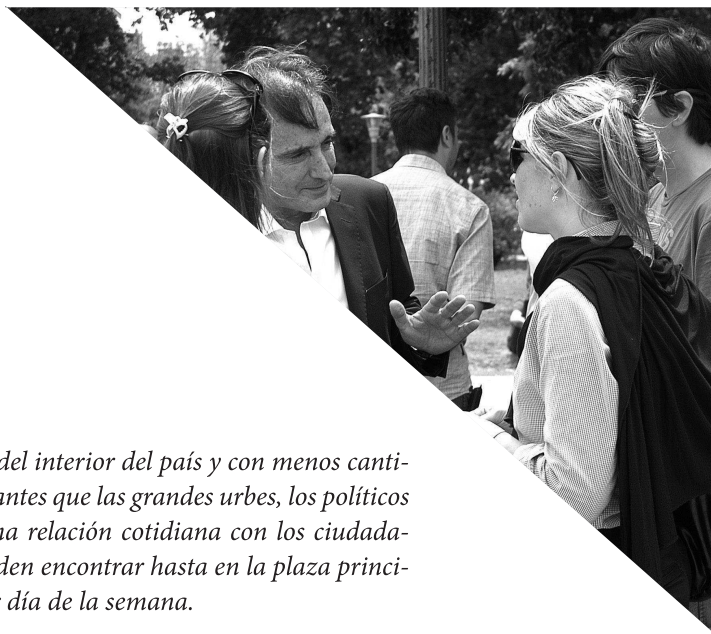 del interior del país y con menos canti-
antes que las grandes urbes, los políticos
na relación cotidiana con los ciudada-
den encontrar hasta en la plaza princi-
día de la semana.